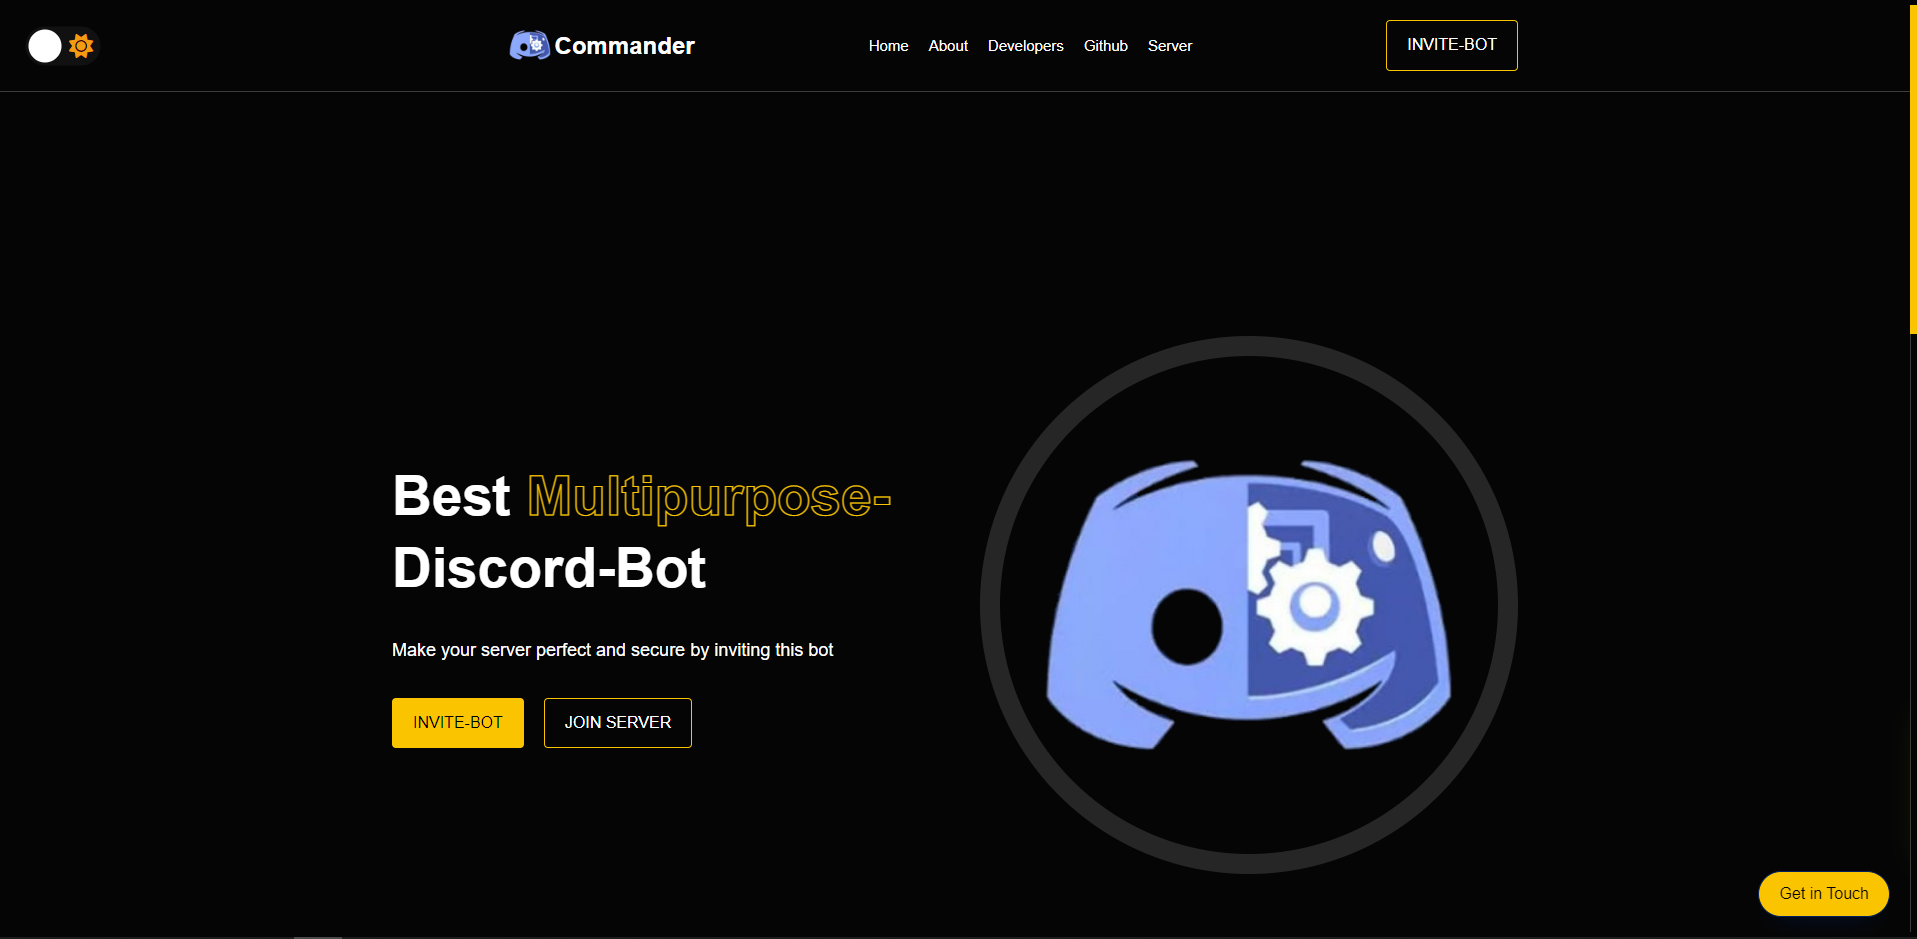 Commander
Home About Developers Github Server
INVITE-BOT
Best Multipurpose-
Discord-Bot
Make your server perfect and secure by inviting this bot
INVITE-BOT
JOIN SERVER
Get in Touch